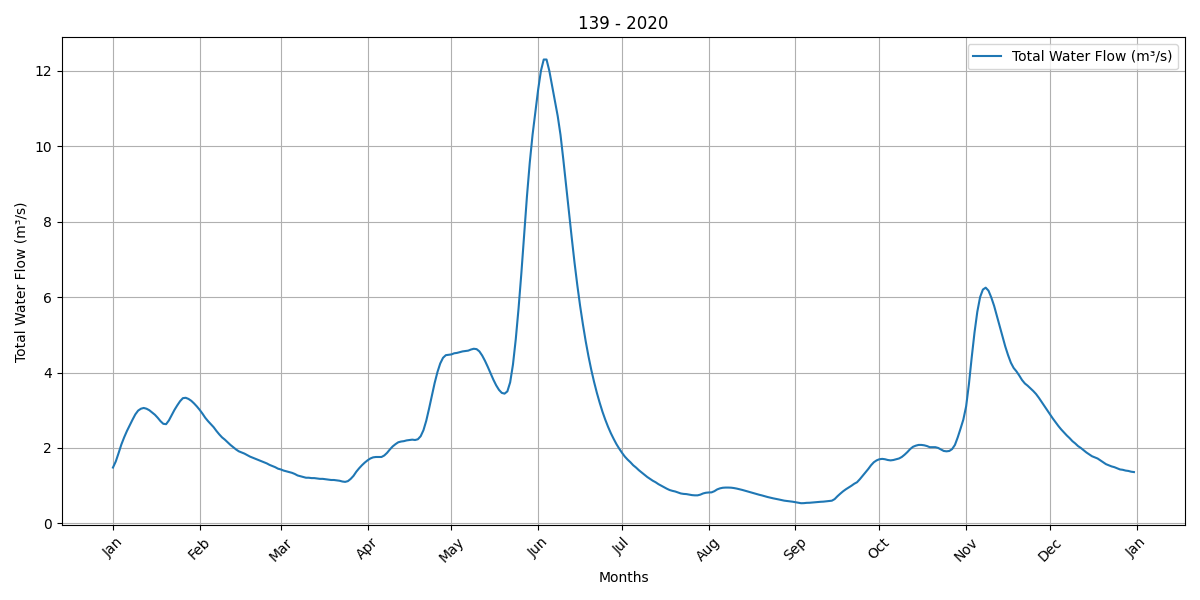 139 - 2020
Total Water Flow (m³/s)
Total Water Flow (m³/s)
12
10
8
6
4
2
0
Jan
Feb
Mar
Apr
May
Jun
Jul
Aug
Sep
Oct
Nov
Dec
Jan
Months